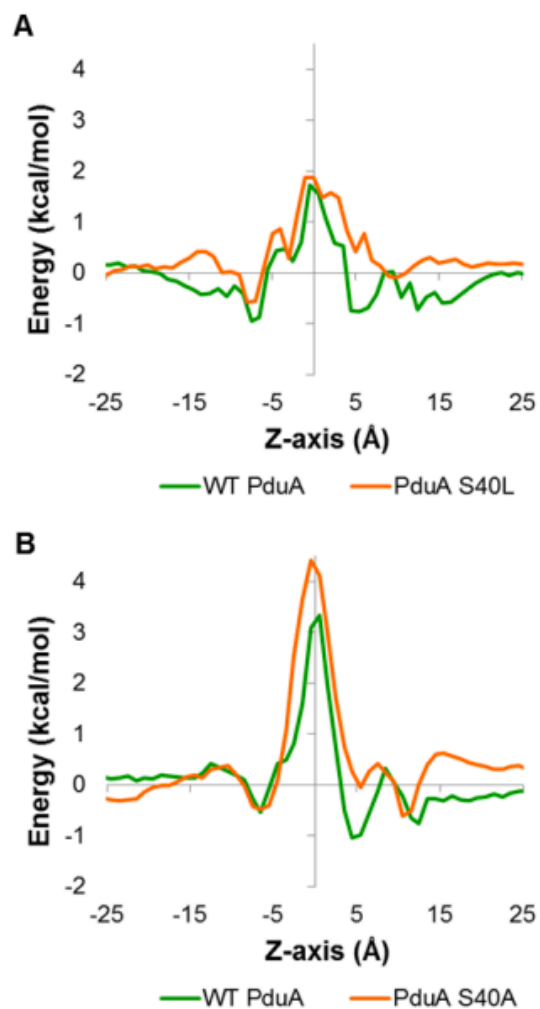 A
Energy (kcal/mol)
4
3
2
1
0
-1
-2
-25 -15 -5 5 15 25
Z-axis (Å)
WT PduA PduA S40L
B
Energy (kcal/mol)
4
3
2
1
0
-1
-2
-25 -15 -5 5 15 25
Z-axis (Å)
WT PduA PduA S40A